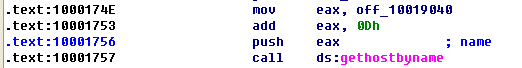 .text:1000174E mov eax, off_10019040
.text:10001753 add eax, 0Dh
.text:10001756 push eax ; name
.text:10001757 call ds:gethostbyname